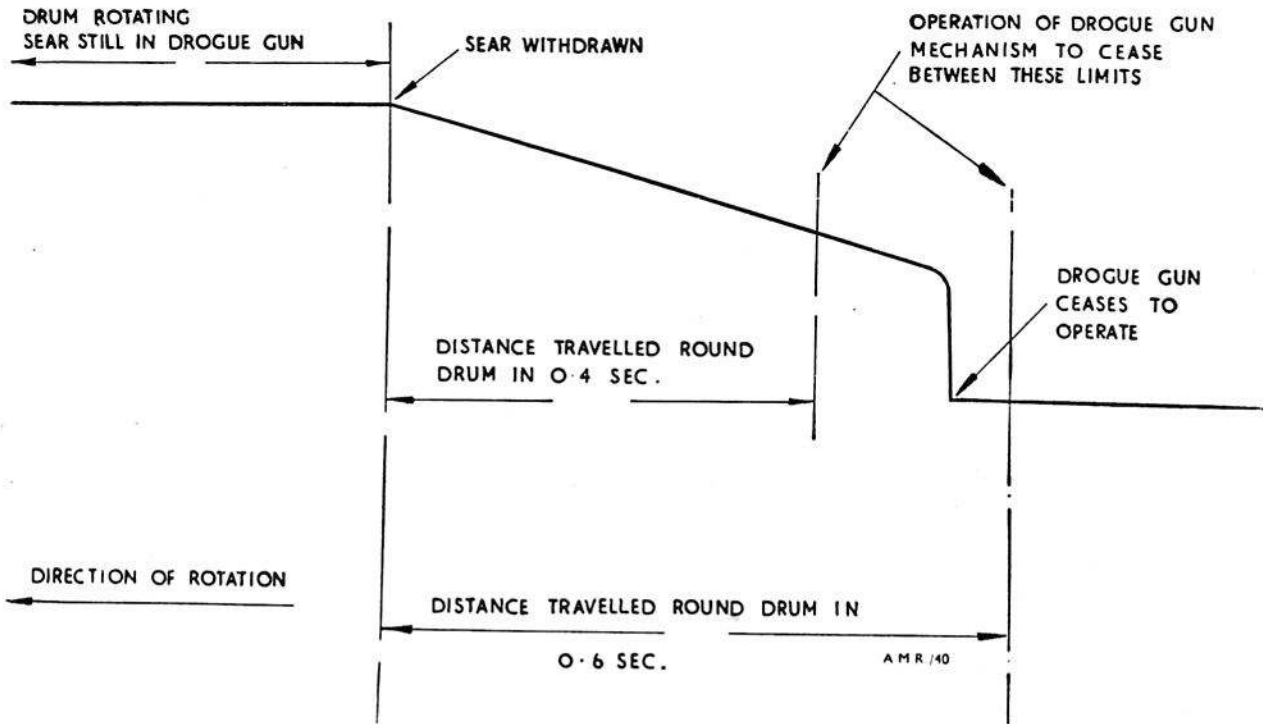 DRUM ROTATING
SEAR STILL IN DROGUE GUN
SEAR WITHDRAWN
OPERATION OF DROGUE GUN
MECHANISM TO CEASE
BETWEEN THESE LIMITS
DROGUE GUN
CEASES TO
OPERATE
DISTANCE TRAVELLED ROUND
DRUM IN 0·4 SEC.
DIRECTION OF ROTATION
DISTANCE TRAVELLED ROUND DRUM IN
0·6 SEC.
AMR/40